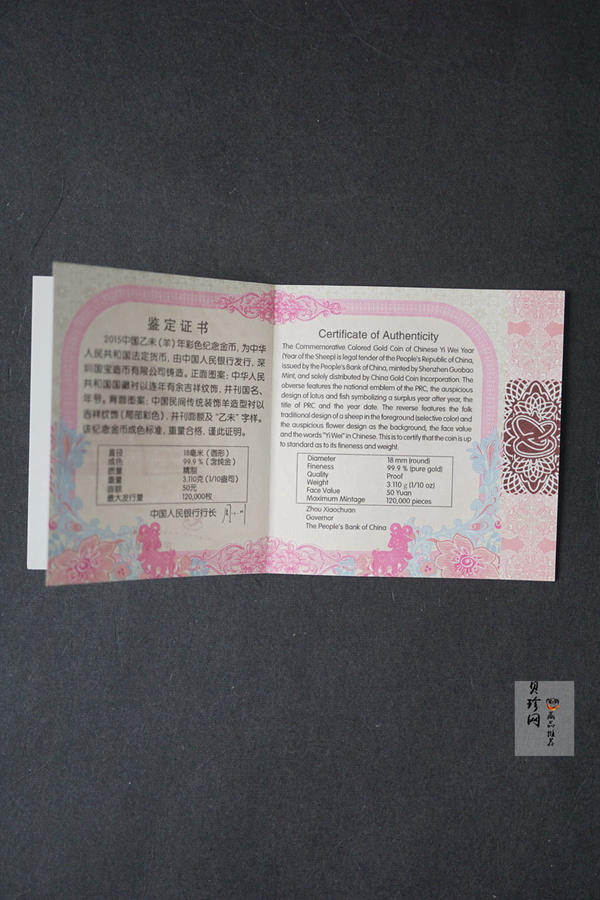 鉴定证书
2015中国乙未(羊)年彩色纪念金币,为中华
人民共和国法定货币,由中国人民银行发行,深
圳国宝造币有限公司铸造。正面图案:中华人民
共和国国徽衬以连年有余吉祥纹饰,并刊国名、
年号。背面图案:中国民间传统装饰羊造型衬以
吉祥纹饰(局部彩色),并刊面额及“乙未”字样。
该纪念金币成色标准,重量合格,谨此证明。
直径 18毫米(圆形)
成色 99.9%(含纯金)
质量 精制
重量 3.110克(1/10盎司)
面额 50元
最大发行量 120,000枚
中国人民银行行长
Certificate of Authenticity
The Commemorative Colored Gold Coin of Chinese Yi Wei Year
(Year of the Sheep) is legal tender of the People's Republic of China,
issued by the People's Bank of China, minted by Shenzhen Guobao
Mint, and solely distributed by China Gold Coin Incorporation. The
obverse features the national emblem of the PRC, the auspicious
design of lotus and fish symbolizing a surplus year after year, the
title of PRC and the year date. The reverse features the folk
traditional design of a sheep in the foreground (selective color) and
the auspicious flower design as the background, the face value
and the words "Yi Wei" in Chinese. This is to certify that the coin is up
to standard as to its fineness and weight.
Diameter 18 mm (round)
Fineness 99.9 % (pure gold)
Quality Proof
Weight 3.110 g (1/10 oz)
Face Value 50 Yuan
Maximum Mintage 120,000 pieces
Zhou Xiaochuan
Governor
The People's Bank of China
贝珍网
藏品推荐